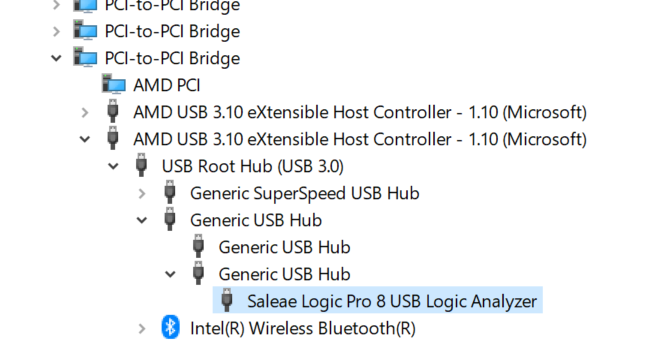 PCI-to-PCI Bridge
PCI-to-PCI Bridge
PCI-to-PCI Bridge
AMD PCI
AMD USB 3.10 eXtensible Host Controller - 1.10 (Microsoft)
AMD USB 3.10 eXtensible Host Controller - 1.10 (Microsoft)
USB Root Hub (USB 3.0)
Generic SuperSpeed USB Hub
Generic USB Hub
Generic USB Hub
Generic USB Hub
Saleae Logic Pro 8 USB Logic Analyzer
Intel(R) Wireless Bluetooth(R)